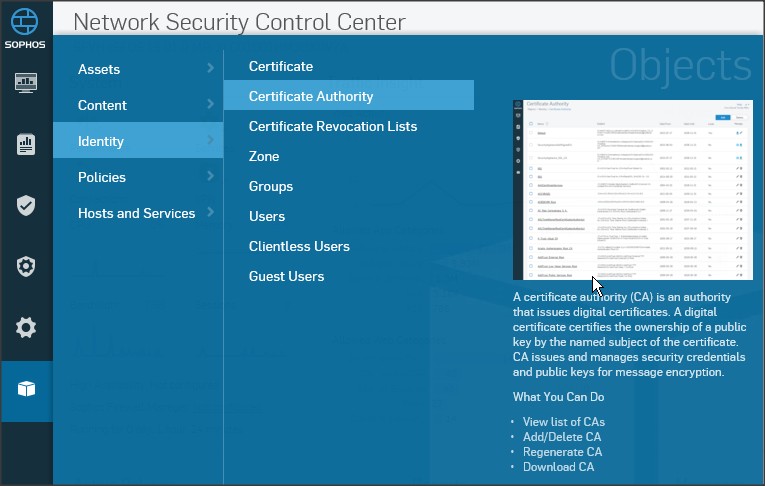 Network Security Control Center
SOPHOS
Objects
Assets
Content
Identity
Policies
Hosts and Services
Certificate
Certificate Authority
Certificate Revocation Lists
Zone
Groups
Users
Clientless Users
Guest Users
Certificate Authority
A certificate authority (CA) is an authority
that issues digital certificates. A digital
certificate certifies the ownership of a public
key by the named subject of the certificate.
CA issues and manages security credentials
and public keys for message encryption.
What You Can Do
• View list of CAs
• Add/Delete CA
• Regenerate CA
• Download CA